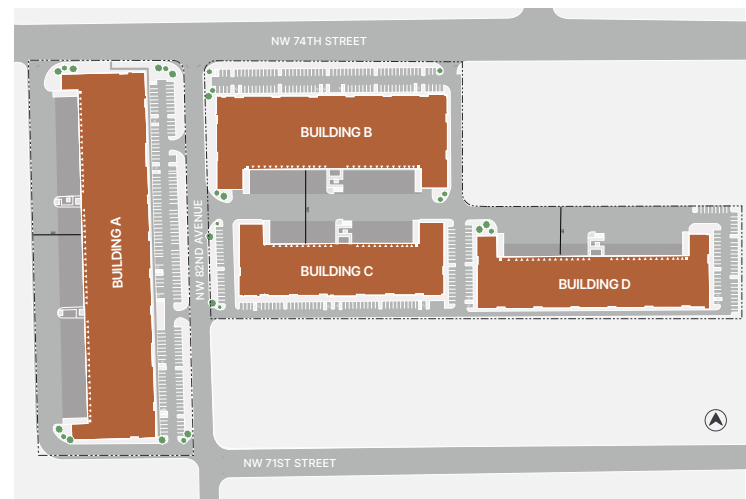 NW 74TH STREET
BUILDING B
BUILDING A
NW 82ND AVENUE
BUILDING C
BUILDING D
NW 71ST STREET